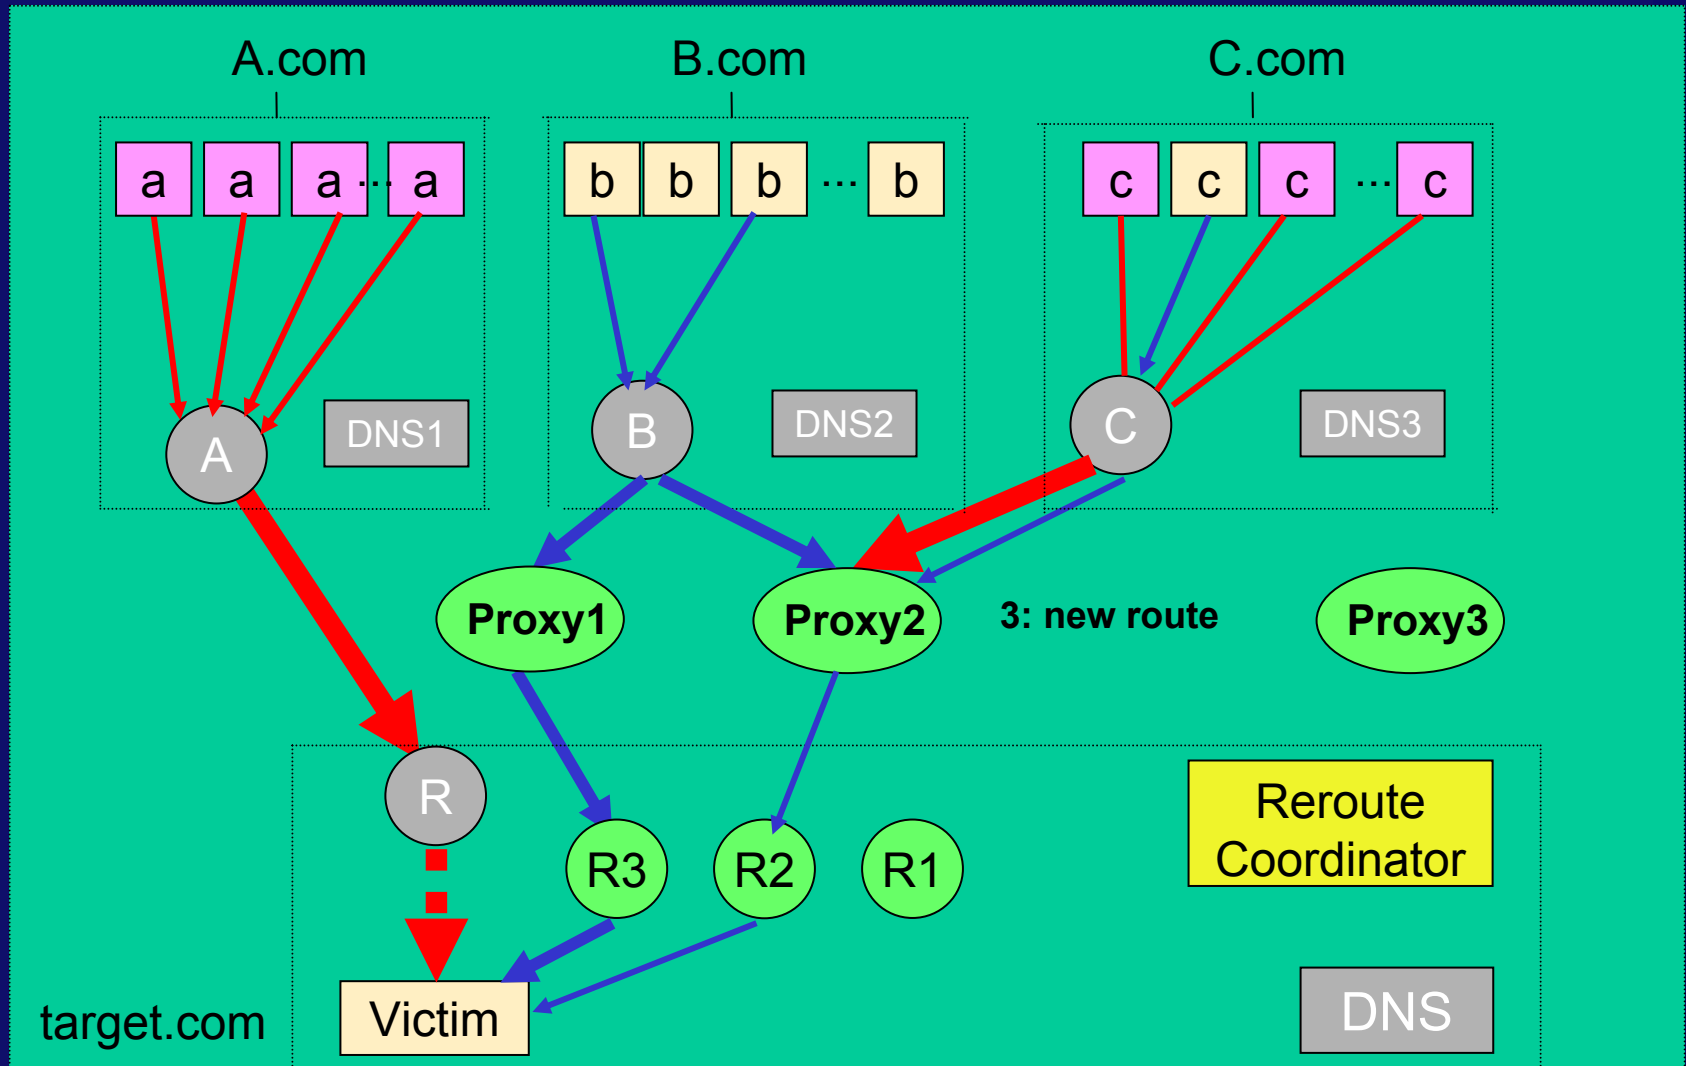 A.com
B.com
C.com
a a a ... a
b b b ... b
c c c ... c
A
DNS1
B
DNS2
C
DNS3
Proxy1
Proxy2
3: new route
Proxy3
R
R3
R2
R1
Reroute
Coordinator
target.com
Victim
DNS